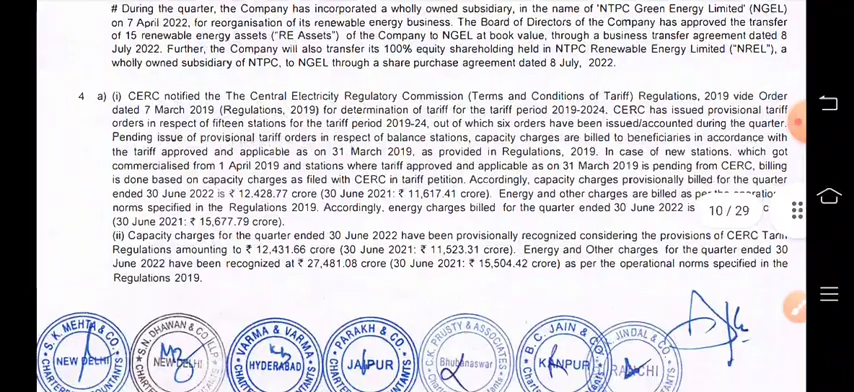 # During the quarter, the Company has incorporated a wholly owned subsidiary, in the name of 'NTPC Green Energy Limited' (NGEL)
on 7 April 2022, for reorganisation of its renewable energy business. The Board of Directors of the Company has approved the transfer
of 15 renewable energy assets ("RE Assets") of the Company to NGEL at book value, through a business transfer agreement dated 8
July 2022. Further, the Company will also transfer its 100% equity shareholding held in NTPC Renewable Energy Limited ("NREL"), a
wholly owned subsidiary of NTPC, to NGEL through a share purchase agreement dated 8 July, 2022.
4 a) (i) CERC notified the The Central Electricity Regulatory Commission (Terms and Conditions of Tariff) Regulations, 2019 vide Order
dated 7 March 2019 (Regulations, 2019) for determination of tariff for the tariff period 2019-2024. CERC has issued provisional tariff
orders in respect of fifteen stations for the tariff period 2019-24, out of which six orders have been issued/accounted during the quarter.
Pending issue of provisional tariff orders in respect of balance stations, capacity charges are billed to beneficiaries in accordance with
the tariff approved and applicable as on 31 March 2019, as provided in Regulations, 2019. In case of new stations, which got
commercialised from 1 April 2019 and stations where tariff approved and applicable as on 31 March 2019 is pending from CERC, billing
is done based on capacity charges as filed with CERC in tariff petition. Accordingly, capacity charges provisionally billed for the quarter
ended 30 June 2022 is ₹ 12,428.77 crore (30 June 2021: ₹ 11,617.41 crore). Energy and other charges are billed as
norms specified in the Regulations 2019. Accordingly, energy charges billed for the quarter ended 30 June 2022 is
10 / 29
(30 June 2021: ₹ 15,677.79 crore).
(ii) Capacity charges for the quarter ended 30 June 2022 have been provisionally recognized considering the provisions of CERC Tariff
Regulations amounting to ₹ 12,431.66 crore (30 June 2021: ₹ 11,523.31 crore). Energy and Other charges for the quarter ended 30
June 2022 have been recognized at ₹ 27,481.08 crore (30 June 2021: ₹ 15,504.42 crore) as per the operational norms specified in the
Regulations 2019.
S. K. MEHTA & CO. NEW DELHI
S.N. DHAWAN & CO LLP NEW DELHI
VARMA & VARMA HYDERABAD
PARAKH & CO. JAIPUR
C.K. PRUSTY & ASSOCIATES Bhubaneswar
B. C. JAIN & CO. KANPUR
JINDAL & CO. RANCHI